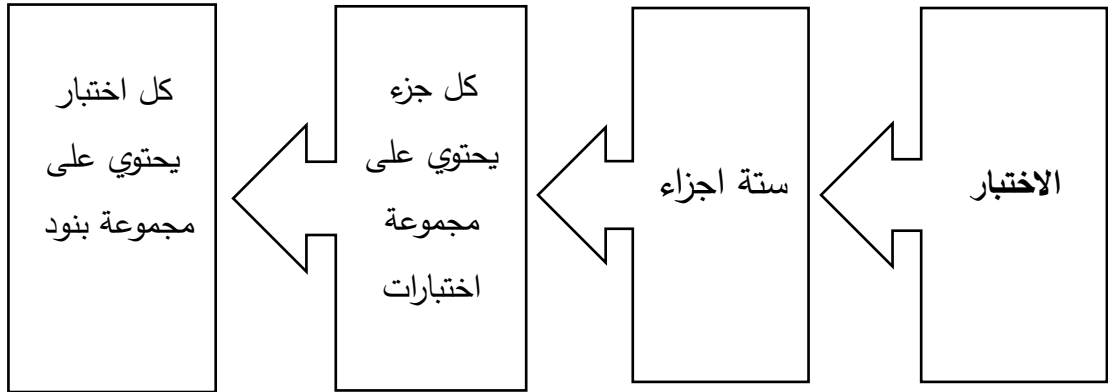 الاختبار
ستة اجزاء
كل جزء
يحتوي على
مجموعة
اختبارات
كل اختبار
يحتوي على
مجموعة بنود